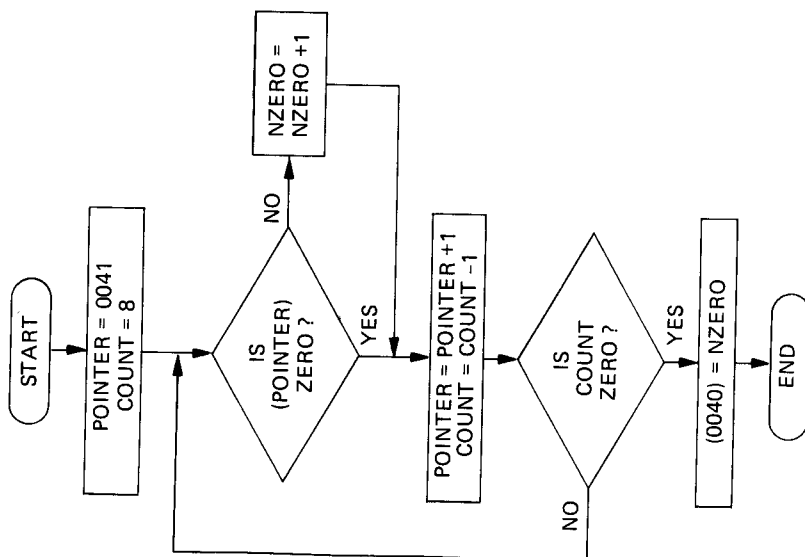 START
POINTER = 0041
COUNT = 8
IS
(POINTER)
ZERO ?
NO
NZERO =
NZERO +1
YES
POINTER = POINTER +1
COUNT = COUNT -1
IS
COUNT
ZERO ?
NO
YES
(0040) = NZERO
END